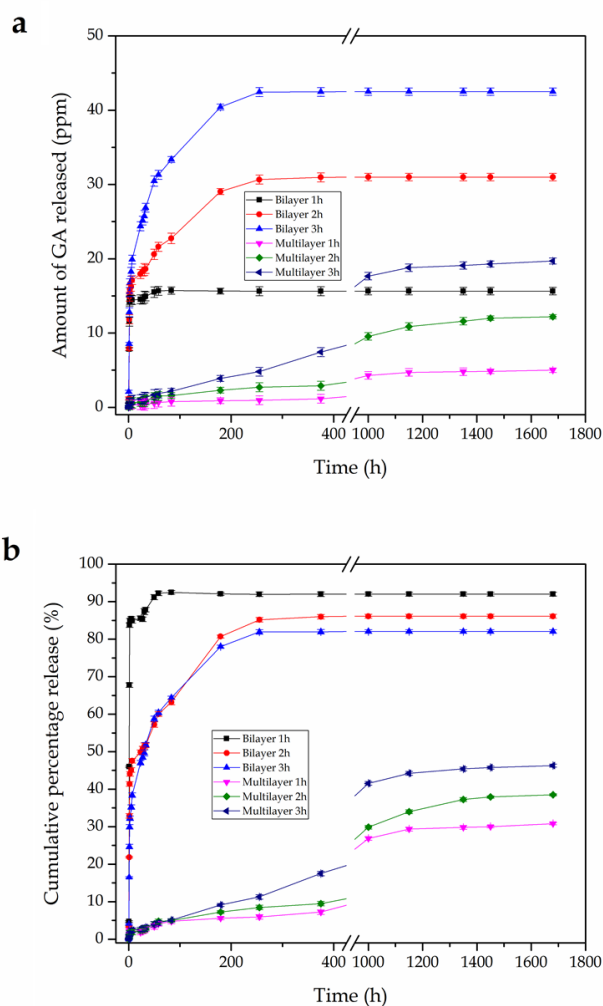 a
50
40
30
20
10
0
Amount of GA released (ppm)
Bilayer 1h
Bilayer 2h
Bilayer 3h
Multilayer 1h
Multilayer 2h
Multilayer 3h
0 200 400 1000 1200 1400 1600 1800
Time (h)
b
100
90
80
70
60
50
40
30
20
10
0
Cumulative percentage release (%)
Bilayer 1h
Bilayer 2h
Bilayer 3h
Multilayer 1h
Multilayer 2h
Multilayer 3h
0 200 400 1000 1200 1400 1600 1800
Time (h)